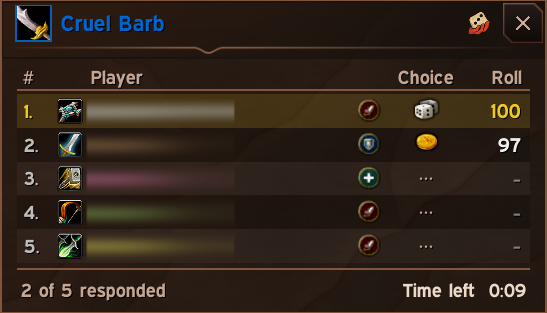 Cruel Barb
# Player Choice Roll
1. 100
2. 97
3. ... -
4. ... -
5. ... -
2 of 5 responded Time left 0:09